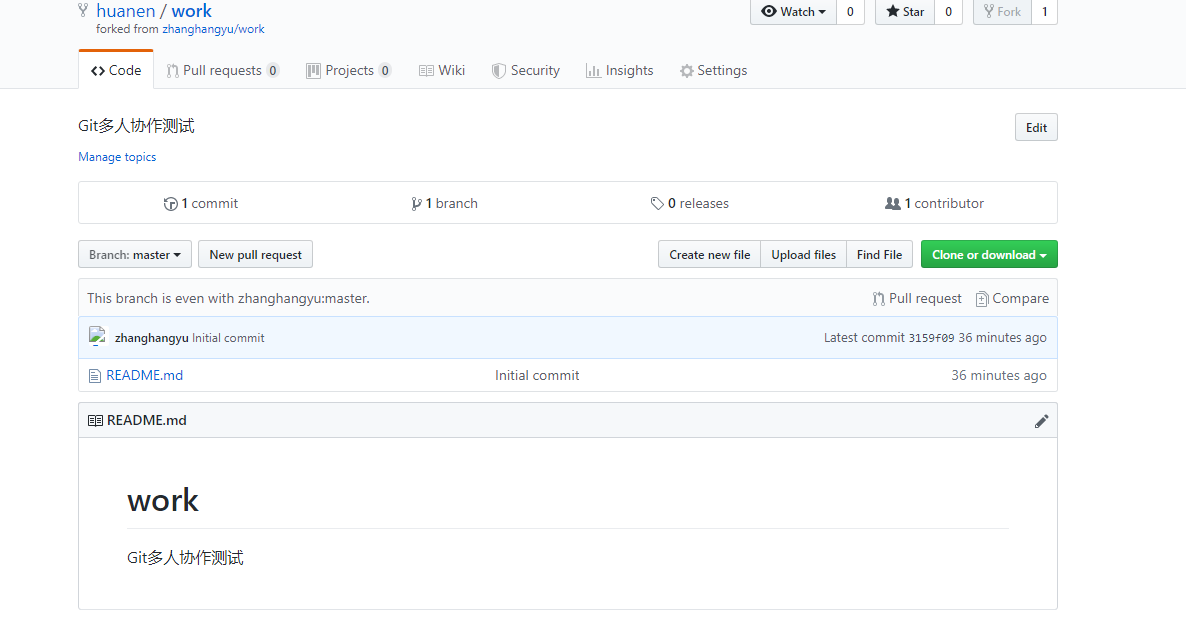 huanen / work
Watch 0 Star 0 Fork 1
forked from zhanghangyu/work
Code Pull requests 0 Projects 0 Wiki Security Insights Settings
Git多人协作测试 Edit
Manage topics
1 commit 1 branch 0 releases 1 contributor
Branch: master New pull request Create new file Upload files Find File Clone or download
This branch is even with zhanghangyu:master. Pull request Compare
zhanghangyu Initial commit Latest commit 3159f09 36 minutes ago
README.md Initial commit 36 minutes ago
README.md
work
Git多人协作测试